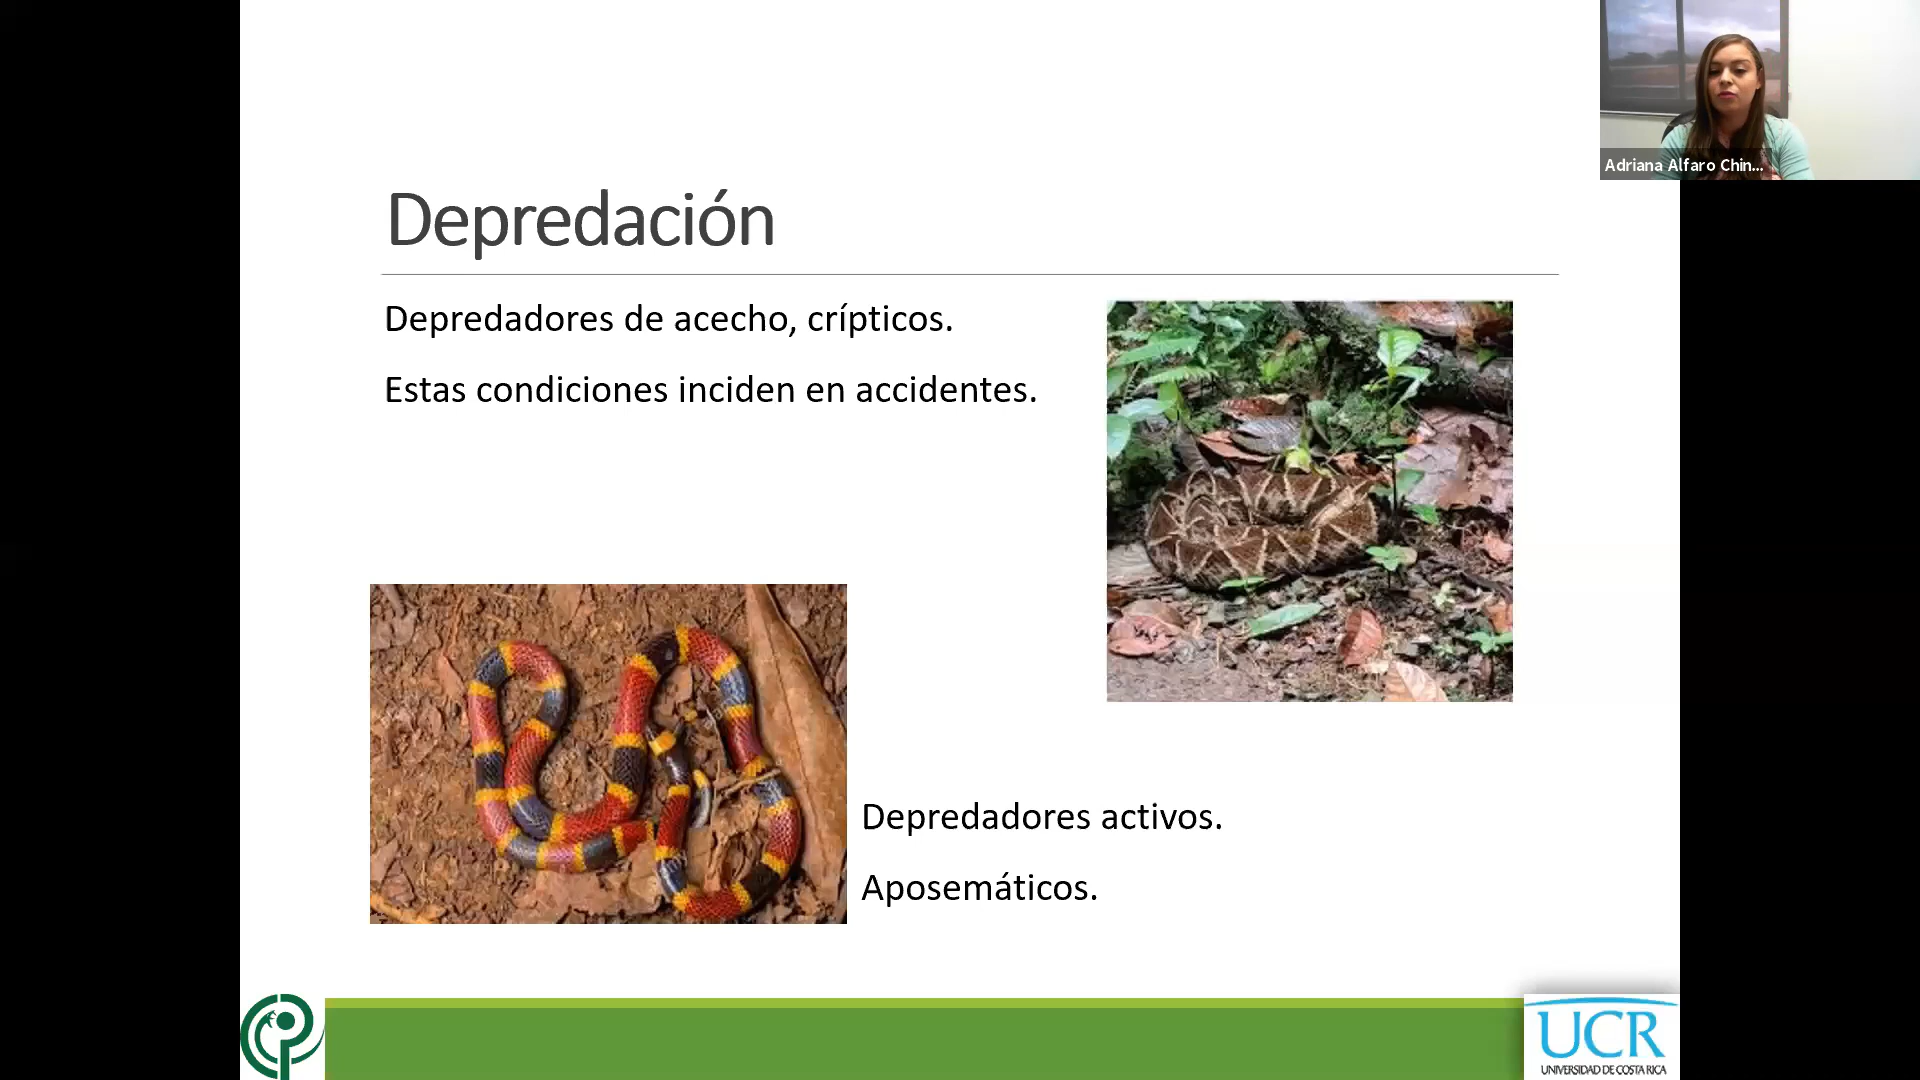 Adriana Alfaro Chin...
Depredación
Depredadores de acecho, crípticos.
Estas condiciones inciden en accidentes.
Depredadores activos.
Aposemáticos.
UCR
UNIVERSIDAD DE COSTA RICA